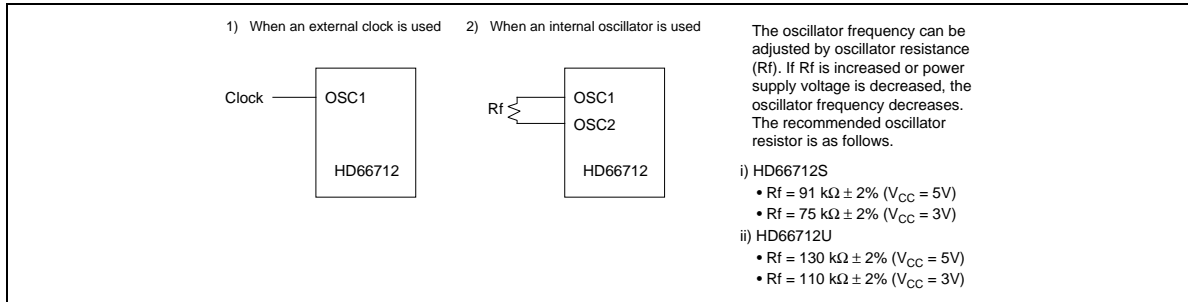 1) When an external clock is used
Clock
OSC1
HD66712
2) When an internal oscillator is used
Rf
OSC1
OSC2
HD66712
The oscillator frequency can be
adjusted by oscillator resistance
(Rf). If Rf is increased or power
supply voltage is decreased, the
oscillator frequency decreases.
The recommended oscillator
resistor is as follows.
i) HD66712S
• Rf = 91 kΩ ± 2% (VCC = 5V)
• Rf = 75 kΩ ± 2% (VCC = 3V)
ii) HD66712U
• Rf = 130 kΩ ± 2% (VCC = 5V)
• Rf = 110 kΩ ± 2% (VCC = 3V)